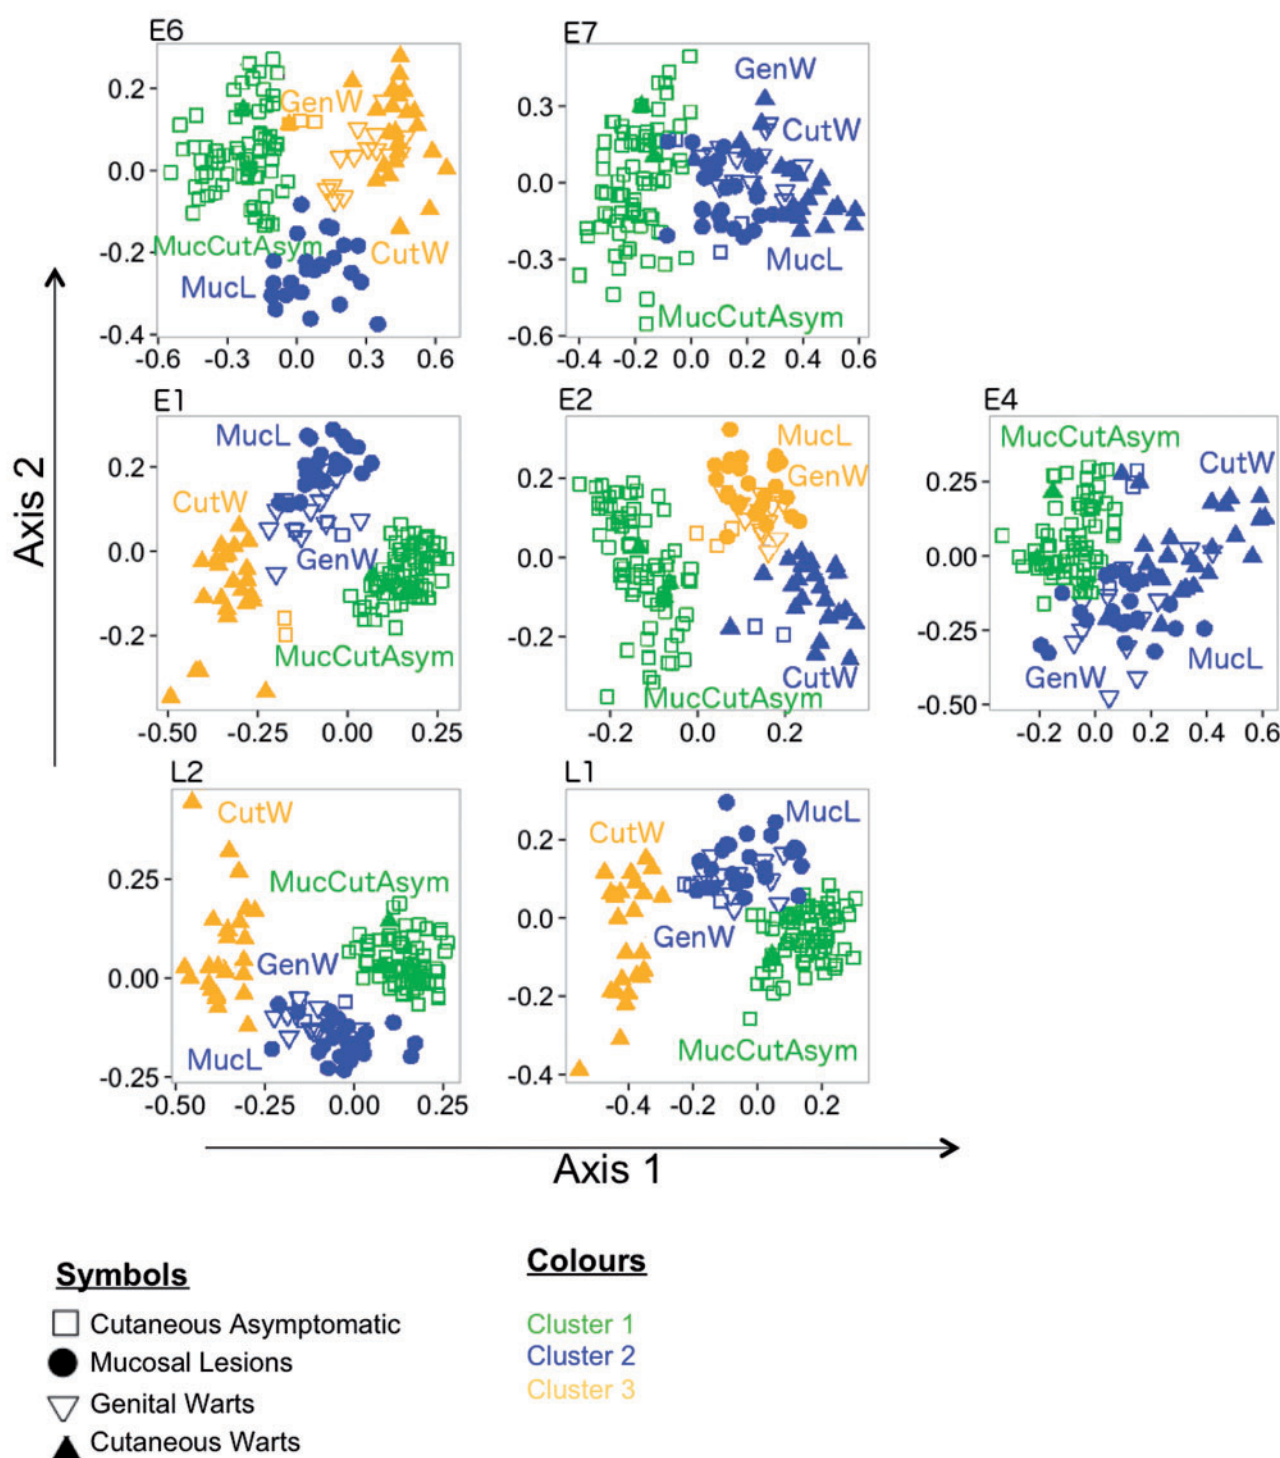 E6
E7
0.2
0.0
-0.2
-0.4
GenW
MucCutAsym
CutW
MucL
-0.6 -0.3 0.0 0.3 0.6
0.3
0.0
-0.3
-0.6
GenW
CutW
MucL
MucCutAsym
-0.4 -0.2 0.0 0.2 0.4 0.6
E1
E2
E4
0.2
0.0
-0.2
MucL
CutW
GenW
MucCutAsym
-0.50 -0.25 0.00 0.25
0.2
0.0
-0.2
MucL
GenW
CutW
MucCutAsym
-0.2 0.0 0.2
0.25
0.00
-0.25
-0.50
MucCutAsym
CutW
MucL
GenW
-0.2 0.0 0.2 0.4 0.6
L2
L1
0.25
0.00
-0.25
CutW
MucCutAsym
GenW
MucL
-0.50 -0.25 0.00 0.25
0.2
0.0
-0.2
-0.4
MucL
CutW
GenW
MucCutAsym
-0.4 -0.2 0.0 0.2
Axis 2
Axis 1
Symbols
Cutaneous Asymptomatic
Mucosal Lesions
Genital Warts
Cutaneous Warts
Colours
Cluster 1
Cluster 2
Cluster 3